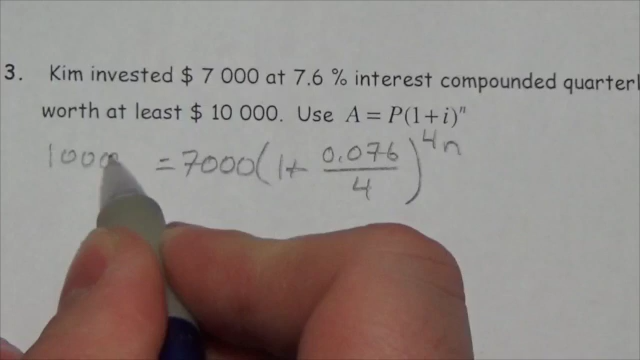 3. Kim invested $ 7 000 at 7.6 % interest compounded quarterl
worth at least $ 10 000. Use A = P(1+i)^n
1000 = 7000(1+ 0.076/4)^4n